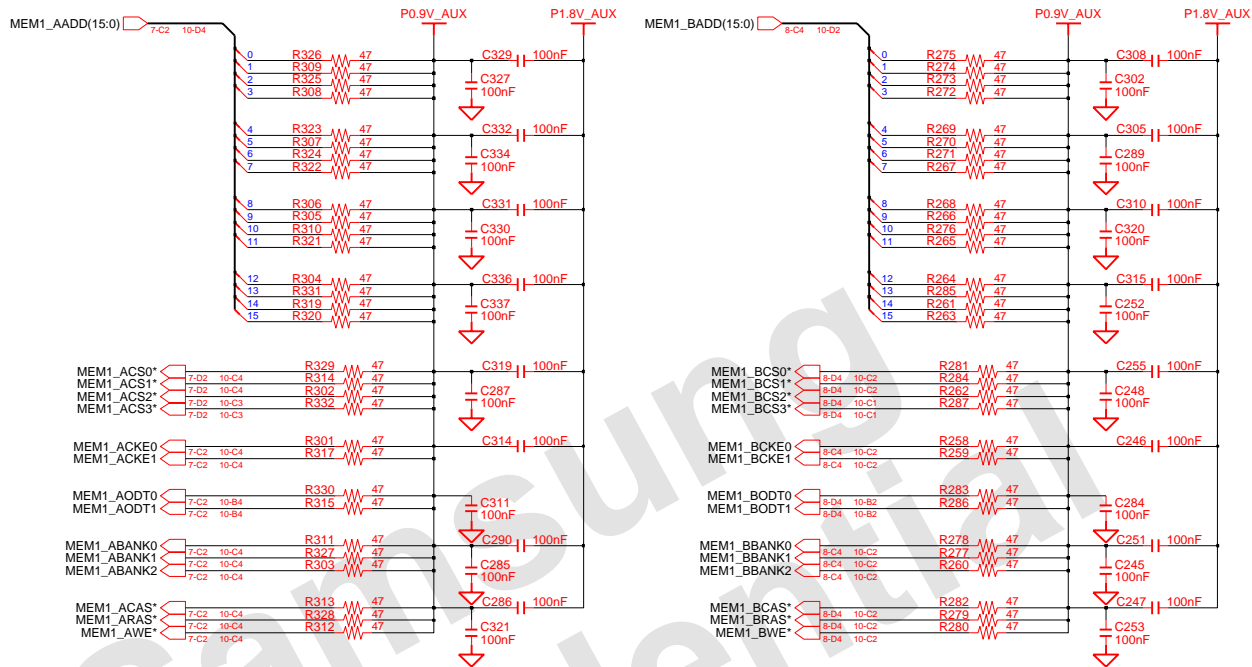 P0.9V_AUX P1.8V_AUX P0.9V_AUX P1.8V_AUX
MEM1_AADD(15:0) 7-C2 10-D4 MEM1_BADD(15:0) 8-C4 10-D2
0 R326 47 C329 100nF 0 R275 47 C308 100nF
1 R309 47 1 R274 47
2 R325 47 C327 2 R273 47 C302
3 R308 47 100nF 3 R272 47 100nF
4 R323 47 C332 100nF 4 R269 47 C305 100nF
5 R307 47 5 R270 47
6 R324 47 C334 6 R271 47 C289
7 R322 47 100nF 7 R267 47 100nF
8 R306 47 C331 100nF 8 R268 47 C310 100nF
9 R305 47 9 R266 47
10 R310 47 C330 10 R276 47 C320
11 R321 47 100nF 11 R265 47 100nF
12 R304 47 C336 100nF 12 R264 47 C315 100nF
13 R331 47 13 R285 47
14 R319 47 C337 14 R261 47 C252
15 R320 47 100nF 15 R263 47 100nF
MEM1_ACS0* 7-D2 10-C4 R329 47 C319 100nF MEM1_BCS0* 8-D4 10-C2 R281 47 C255 100nF
MEM1_ACS1* 7-D2 10-C4 R314 47 MEM1_BCS1* 8-D4 10-C2 R284 47
MEM1_ACS2* 7-D2 10-C3 R302 47 C287 MEM1_BCS2* 8-D4 10-C1 R262 47 C248
MEM1_ACS3* 7-D2 10-C3 R332 47 100nF MEM1_BCS3* 8-D4 10-C1 R287 47 100nF
MEM1_ACKE0 7-C2 10-C4 R301 47 C314 100nF MEM1_BCKE0 8-C4 10-C2 R258 47 C246 100nF
MEM1_ACKE1 7-C2 10-C4 R317 47 MEM1_BCKE1 8-C4 10-C2 R259 47
MEM1_AODT0 7-C2 10-B4 R330 47 C311 MEM1_BODT0 8-D4 10-B2 R283 47 C284
MEM1_AODT1 7-C2 10-B4 R315 47 100nF MEM1_BODT1 8-D4 10-B2 R286 47 100nF
MEM1_ABANK0 7-C2 10-C4 R311 47 C290 100nF MEM1_BBANK0 8-C4 10-C2 R278 47 C251 100nF
MEM1_ABANK1 7-C2 10-C4 R327 47 C285 MEM1_BBANK1 8-C4 10-C2 R277 47 C245
MEM1_ABANK2 7-C2 10-C4 R303 47 100nF MEM1_BBANK2 8-C4 10-C2 R260 47 100nF
MEM1_ACAS* 7-C2 10-C4 R313 47 C286 100nF MEM1_BCAS* 8-D4 10-C2 R282 47 C247 100nF
MEM1_ARAS* 7-C2 10-C4 R328 47 C321 MEM1_BRAS* 8-D4 10-C2 R279 47 C253
MEM1_AWE* 7-C2 10-C4 R312 47 100nF MEM1_BWE* 8-D4 10-C2 R280 47 100nF
Samsung